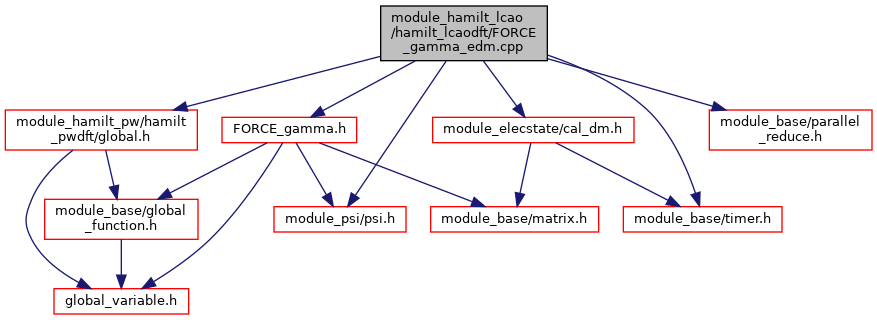 module_hamilt_lcao
/hamilt_lcaodft/FORCE
_gamma_edm.cpp
module_hamilt_pw/hamilt
_pwdft/global.h
FORCE_gamma.h
module_elecstate/cal_dm.h
module_base/parallel
_reduce.h
module_base/global
_function.h
module_psi/psi.h
module_base/matrix.h
module_base/timer.h
global_variable.h